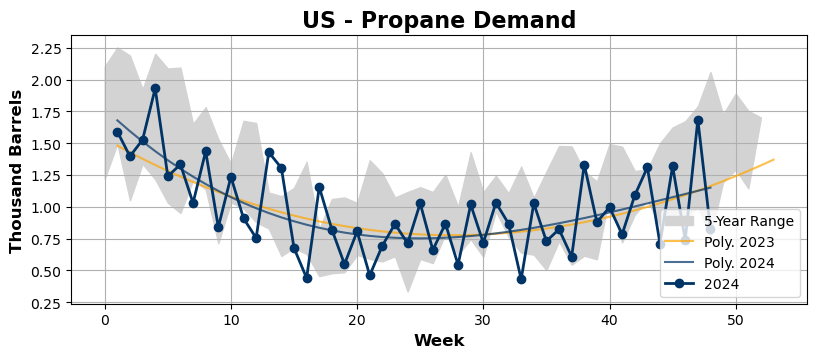 US - Propane Demand
Thousand Barrels
2.25
2.00
1.75
1.50
1.25
1.00
0.75
0.50
0.25
0
10
20
30
40
50
Week
5-Year Range
Poly. 2023
Poly. 2024
2024